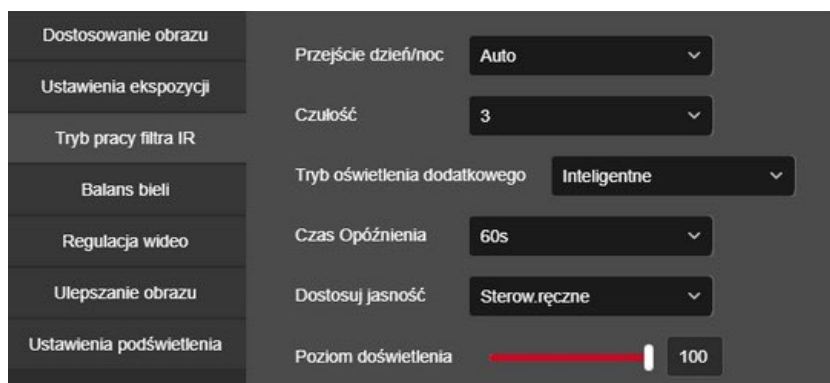 Dostosowanie obrazu
Ustawienia ekspozycji
Tryb pracy filtra IR
Balans bieli
Regulacja wideo
Ulepszanie obrazu
Ustawienia podświetlenia
Przejście dzień/noc Auto
Czułość 3
Tryb oświetlenia dodatkowego Inteligentne
Czas Opóźnienia 60s
Dostosuj jasność Sterow.ręczne
Poziom doświetlenia 100